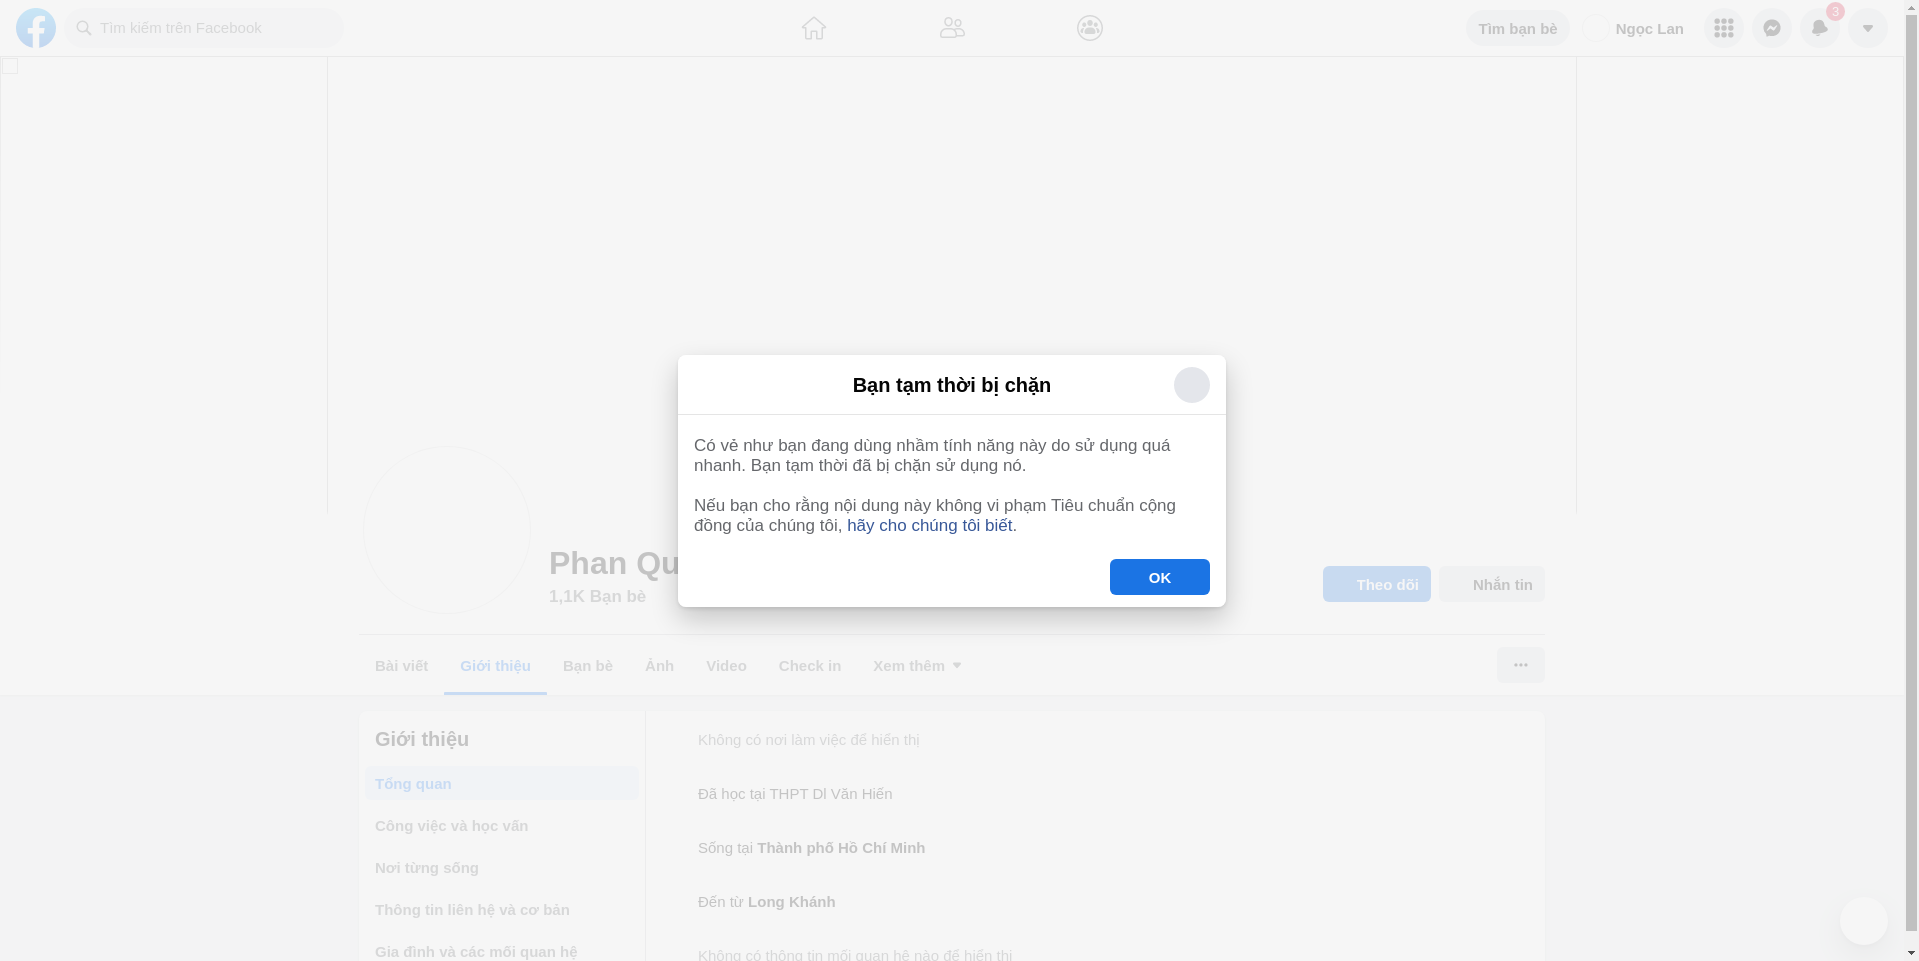 Tìm kiếm trên Facebook
Tìm bạn bè
Ngọc Lan
3
Bạn tạm thời bị chặn
Có vẻ như bạn đang dùng nhầm tính năng này do sử dụng quá
nhanh. Bạn tạm thời đã bị chặn sử dụng nó.
Nếu bạn cho rằng nội dung này không vi phạm Tiêu chuẩn cộng
đồng của chúng tôi, hãy cho chúng tôi biết.
OK
Phan
1,1K Bạn bè
Theo dõi
Nhắn tin
Bài viết
Giới thiệu
Bạn bè
Ảnh
Video
Check in
Xem thêm
Giới thiệu
Tổng quan
Công việc và học vấn
Nơi từng sống
Thông tin liên hệ và cơ bản
Gia đình và các mối quan hệ
Không có nơi làm việc để hiển thị
Đã học tại THPT Dl Văn Hiến
Sống tại Thành phố Hồ Chí Minh
Đến từ Long Khánh
Không có thông tin mối quan hệ nào để hiển thị